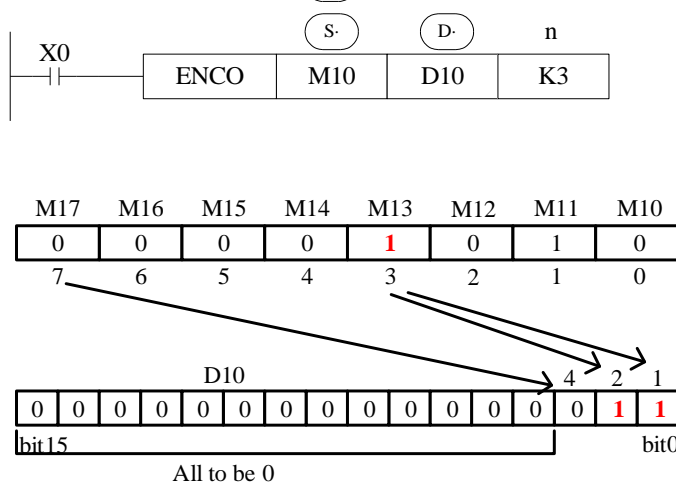 S· D· n
X0
ENCO M10 D10 K3
M17 M16 M15 M14 M13 M12 M11 M10
0 0 0 0 1 0 1 0
7 6 5 4 3 2 1 0
D10 4 2 1
0 0 0 0 0 0 0 0 0 0 0 0 0 0 1 1
bit15 bit0
All to be 0